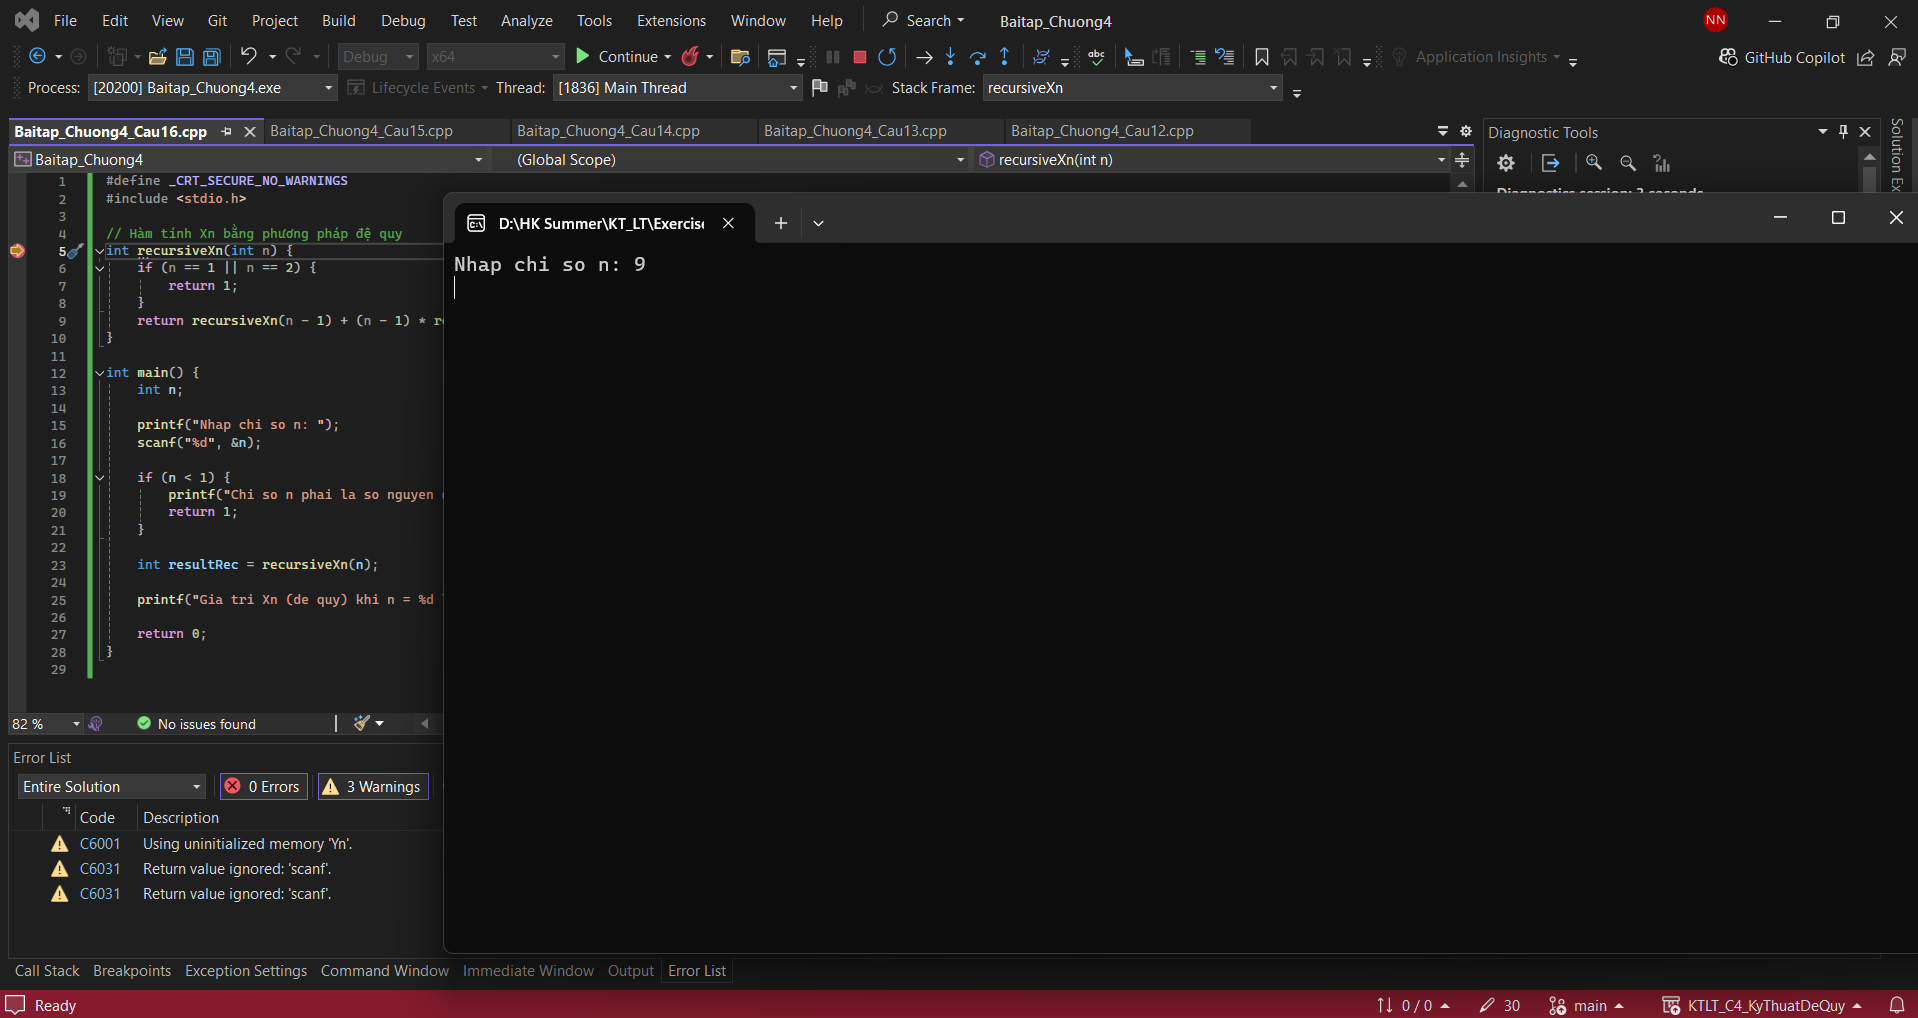 File Edit View Git Project Build Debug Test Analyze Tools Extensions Window Help Search Baitap_Chuong4 NN
Debug x64 Continue abc Application Insights GitHub Copilot
Process: [20200] Baitap_Chuong4.exe Lifecycle Events Thread: [1836] Main Thread Stack Frame: recursiveXn
Baitap_Chuong4_Cau16.cpp Baitap_Chuong4_Cau15.cpp Baitap_Chuong4_Cau14.cpp Baitap_Chuong4_Cau13.cpp Baitap_Chuong4_Cau12.cpp
Baitap_Chuong4 (Global Scope) recursiveXn(int n)
Diagnostic Tools
Diagnostics session: 2 seconds
Solution Ex
1 #define _CRT_SECURE_NO_WARNINGS
2 #include <stdio.h>
3
4 // Hàm tính Xn bằng phương pháp đệ quy
5 int recursiveXn(int n) {
6 if (n == 1 || n == 2) {
7 return 1;
8 }
9 return recursiveXn(n - 1) + (n - 1) * re
10 }
11
12 int main() {
13 int n;
14
15 printf("Nhap chi so n: ");
16 scanf("%d", &n);
17
18 if (n < 1) {
19 printf("Chi so n phai la so nguyen
20 return 1;
21 }
22
23 int resultRec = recursiveXn(n);
24
25 printf("Gia tri Xn (de quy) khi n = %d
26
27 return 0;
28 }
29
D:\HK Summer\KT_LT\Exercise
Nhap chi so n: 9
82 % No issues found
Error List
Entire Solution 0 Errors 3 Warnings
Code Description
C6001 Using uninitialized memory 'Yn'.
C6031 Return value ignored: 'scanf'.
C6031 Return value ignored: 'scanf'.
Call Stack Breakpoints Exception Settings Command Window Immediate Window Output Error List
Ready 0 / 0 30 main KTLT_C4_KyThuatDeQuy